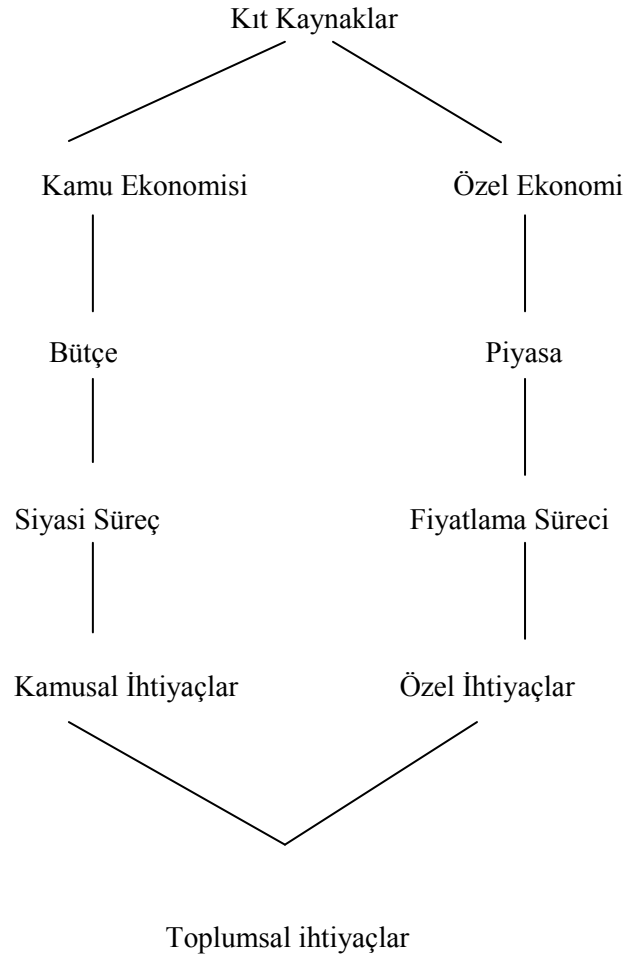 Kıt Kaynaklar
Kamu Ekonomisi
Özel Ekonomi
Bütçe
Piyasa
Siyasi Süreç
Fiyatlama Süreci
Kamusal İhtiyaçlar
Özel İhtiyaçlar
Toplumsal ihtiyaçlar